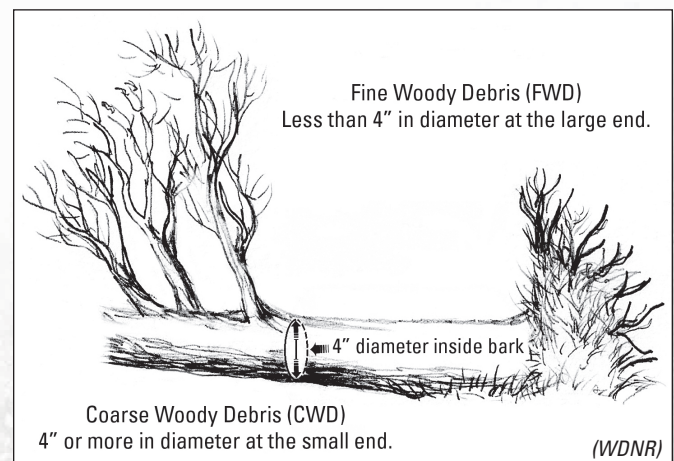 Fine Woody Debris (FWD)
Less than 4” in diameter at the large end.
4” diameter inside bark
Coarse Woody Debris (CWD)
4” or more in diameter at the small end.
(WDNR)